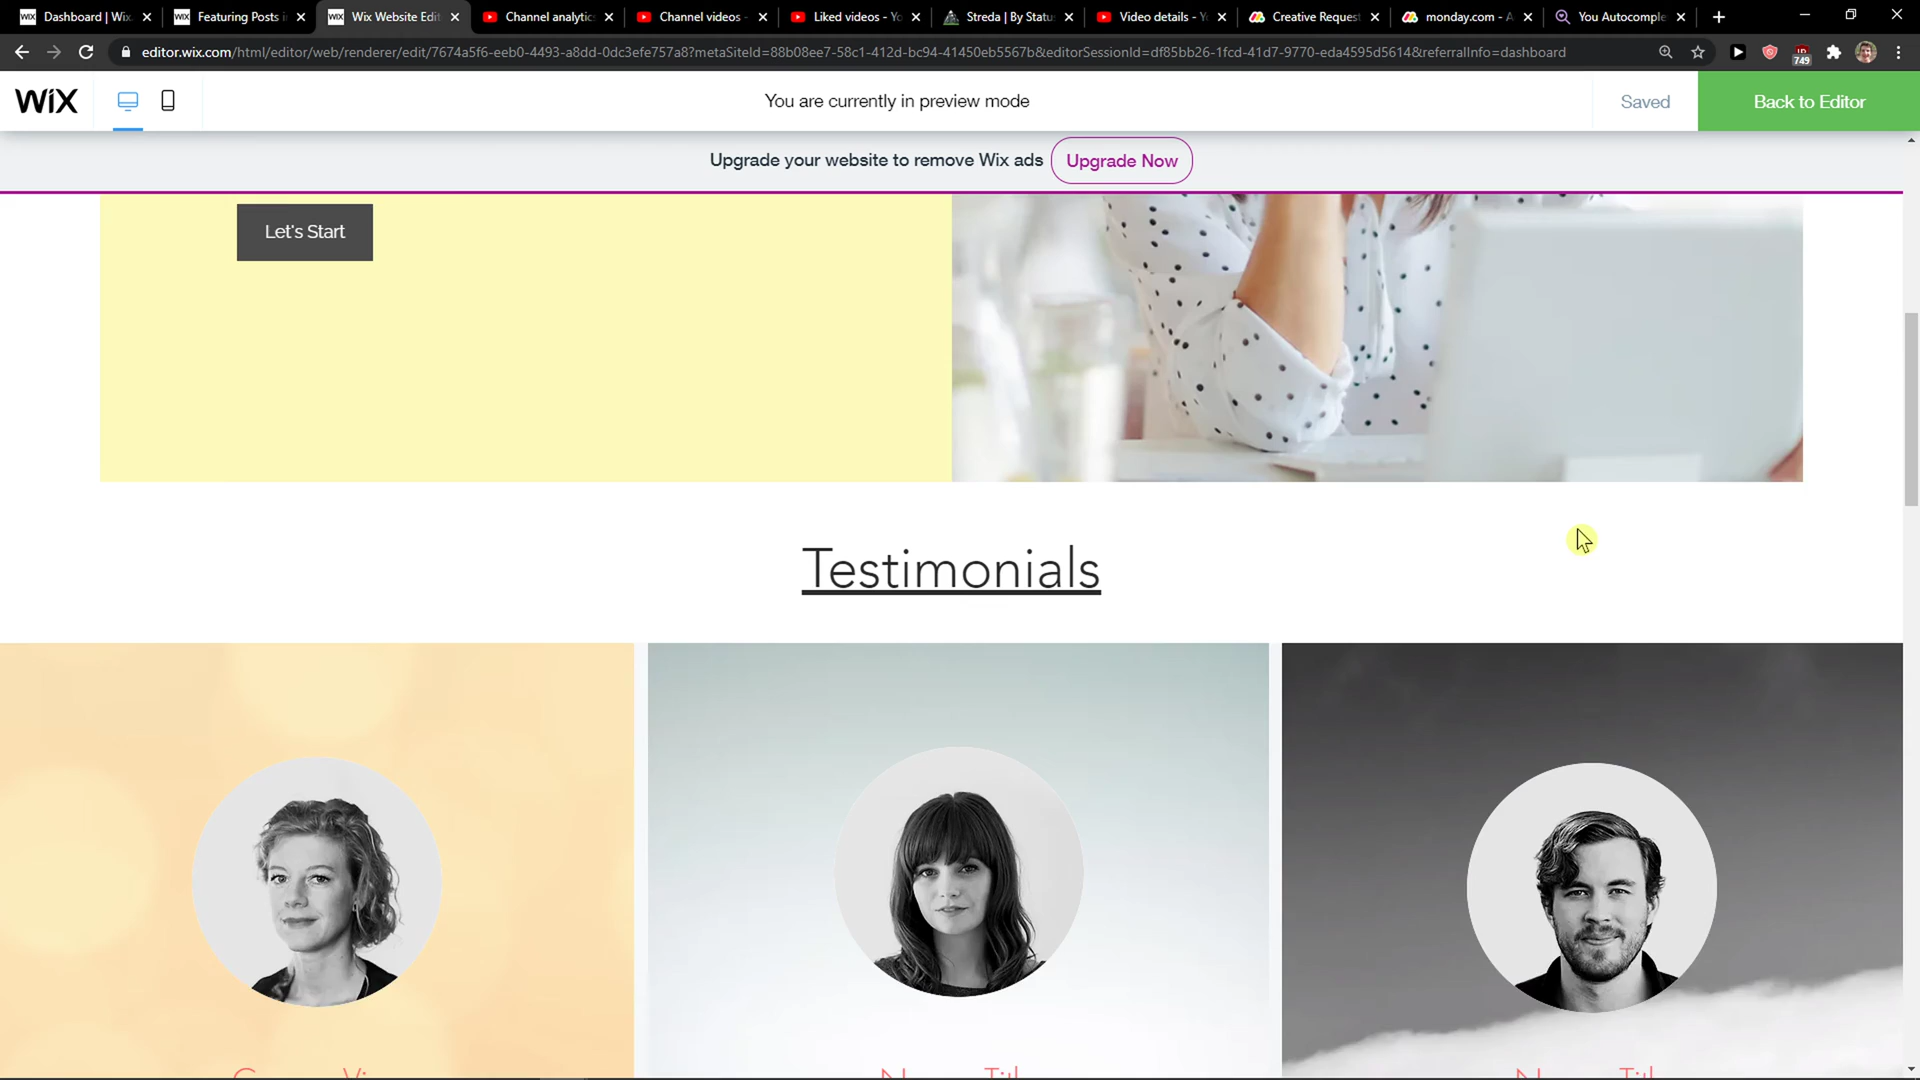 Dashboard | Wix.
Featuring Posts i
Wix Website Edit
Channel analytics
Channel videos -
Liked videos - Yo
Streda | By Status
Video details - Y
Creative Request
monday.com - A
You Autocomple
editor.wix.com/html/editor/web/renderer/edit/7674a5f6-eeb0-4493-a8dd-0dc3efe757a8?metaSiteId=88b08ee7-58c1-412d-bc94-41450eb5567b&editorSessionId=df85bb26-1fcd-41d7-9770-eda4595d5614&referralInfo=dashboard
749
WiX
You are currently in preview mode
Saved
Back to Editor
Upgrade your website to remove Wix ads
Upgrade Now
Let's Start
Testimonials